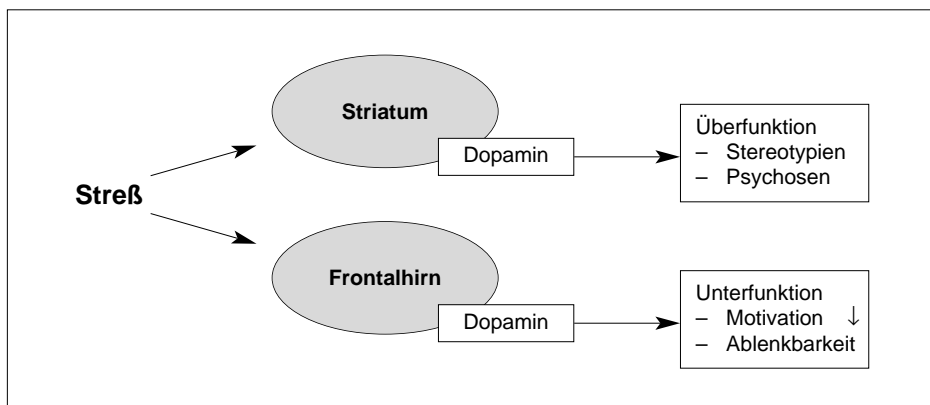 Striatum
Dopamin
Überfunktion
– Stereotypien
– Psychosen
Streß
Frontalhirn
Dopamin
Unterfunktion
– Motivation ↓
– Ablenkbarkeit